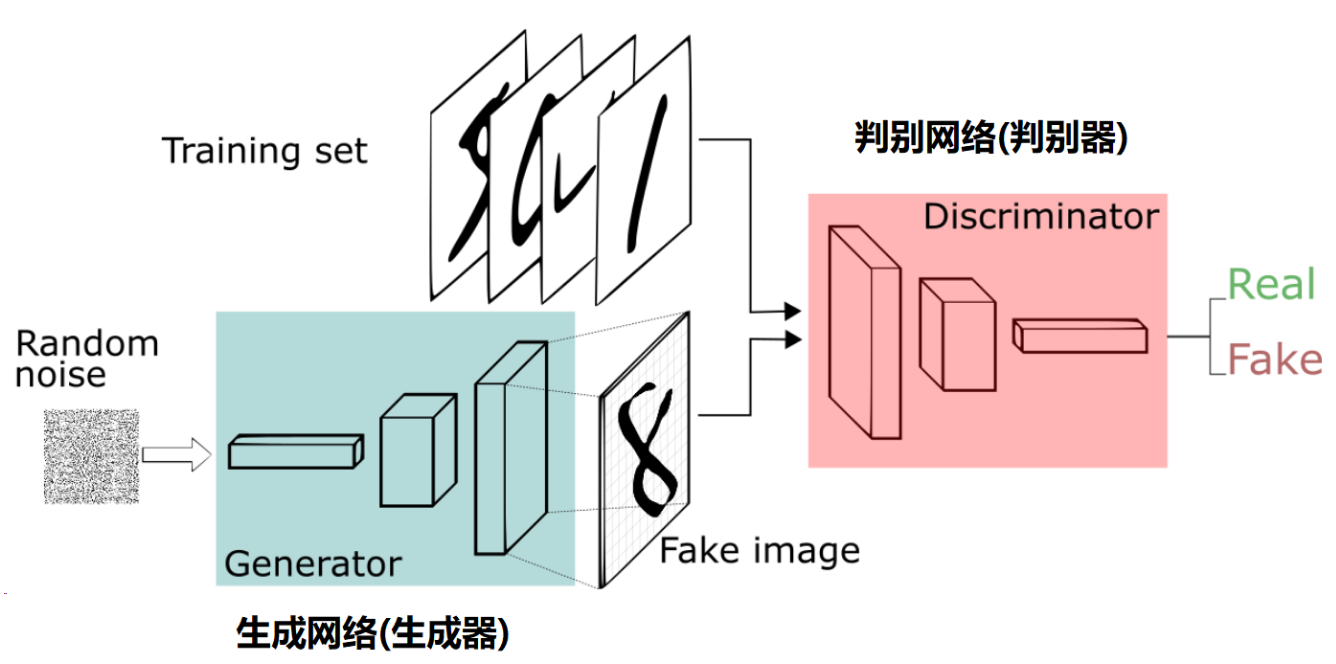 Training set
判别网络(判别器)
Discriminator
Real
Fake
Random
noise
Generator
Fake image
生成网络(生成器)